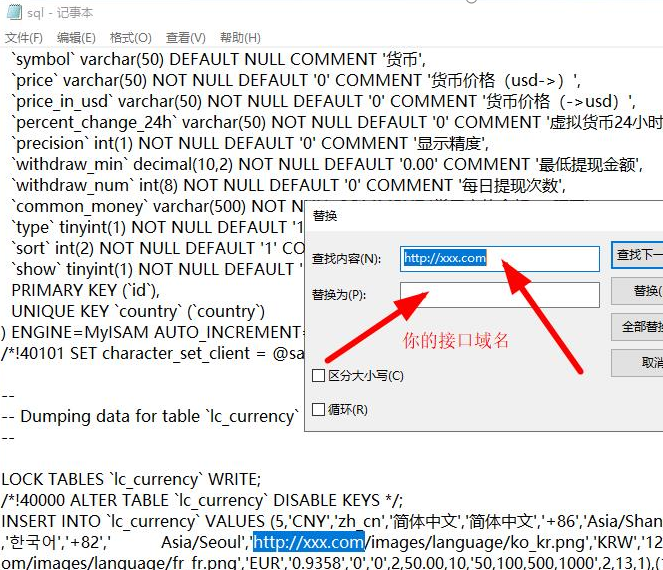 sql - 记事本
文件(F) 编辑(E) 格式(O) 查看(V) 帮助(H)
`symbol` varchar(50) DEFAULT NULL COMMENT '货币',
`price` varchar(50) NOT NULL DEFAULT '0' COMMENT '货币价格（usd->）',
`price_in_usd` varchar(50) NOT NULL DEFAULT '0' COMMENT '货币价格（->usd）',
`percent_change_24h` varchar(50) NOT NULL DEFAULT '0' COMMENT '虚拟货币24小时
`precision` int(1) NOT NULL DEFAULT '0' COMMENT '显示精度',
`withdraw_min` decimal(10,2) NOT NULL DEFAULT '0.00' COMMENT '最低提现金额',
`withdraw_num` int(8) NOT NULL DEFAULT '0' COMMENT '每日提现次数',
`common_money` varchar(500) NOT
`type` tinyint(1) NOT NULL DEFAULT '1
`sort` int(2) NOT NULL DEFAULT '1' CO
`show` tinyint(1) NOT NULL DEFAULT '
PRIMARY KEY (`id`),
UNIQUE KEY `country` (`country`)
) ENGINE=MyISAM AUTO_INCREMENT=
/*!40101 SET character_set_client = @sa
替换
查找内容(N):
http://xxx.com
查找下一
替换为(P):
替换(
全部替换
取消
你的接口域名
区分大小写(C)
循环(R)
--
-- Dumping data for table `lc_currency`
--
LOCK TABLES `lc_currency` WRITE;
/*!40000 ALTER TABLE `lc_currency` DISABLE KEYS */;
INSERT INTO `lc_currency` VALUES (5,'CNY','zh_cn','简体中文','简体中文','+86','Asia/Shan
,'한국어','+82','	Asia/Seoul','http://xxx.com/images/language/ko_kr.png','KRW','12
om/images/language/fr_fr.png','EUR','0.9358','0','0',2,50.00,10,'50,100,500,1000',2,13,1),(